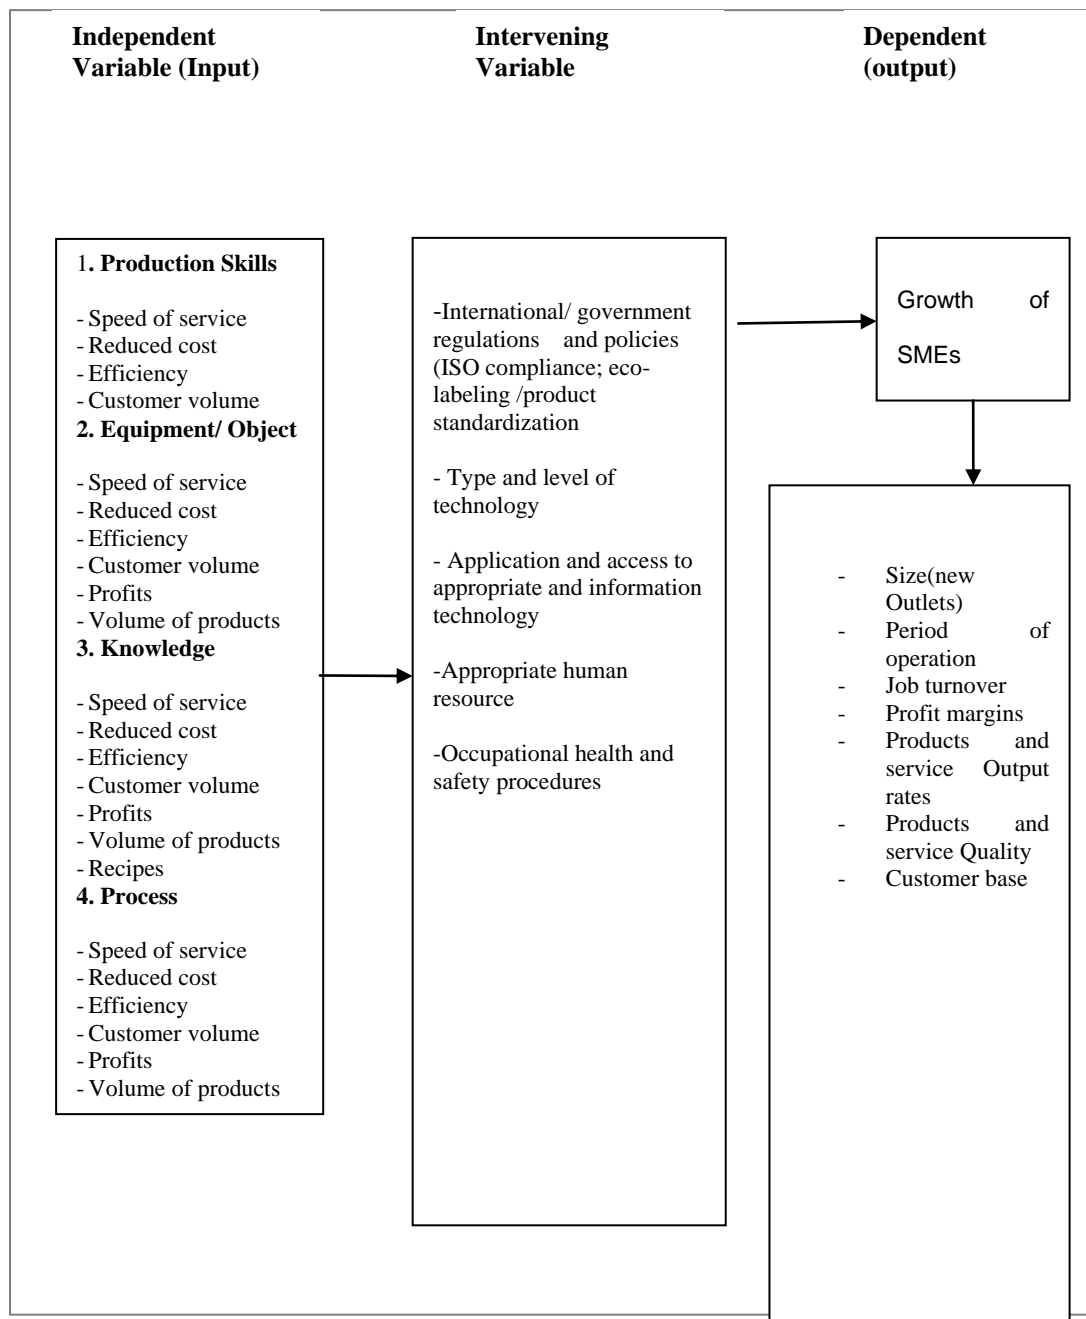 Independent
Variable (Input)
Intervening
Variable
Dependent
(output)
1. Production Skills
- Speed of service
- Reduced cost
- Efficiency
- Customer volume
2. Equipment/ Object
- Speed of service
- Reduced cost
- Efficiency
- Customer volume
- Profits
- Volume of products
3. Knowledge
- Speed of service
- Reduced cost
- Efficiency
- Customer volume
- Profits
- Volume of products
- Recipes
4. Process
- Speed of service
- Reduced cost
- Efficiency
- Customer volume
- Profits
- Volume of products
-International/ government
regulations and policies
(ISO compliance; eco-
labeling /product
standardization
- Type and level of
technology
- Application and access to
appropriate and information
technology
-Appropriate human
resource
-Occupational health and
safety procedures
Growth of
SMEs
- Size(new
Outlets)
- Period of
operation
- Job turnover
- Profit margins
- Products and
service Output
rates
- Products and
service Quality
- Customer base